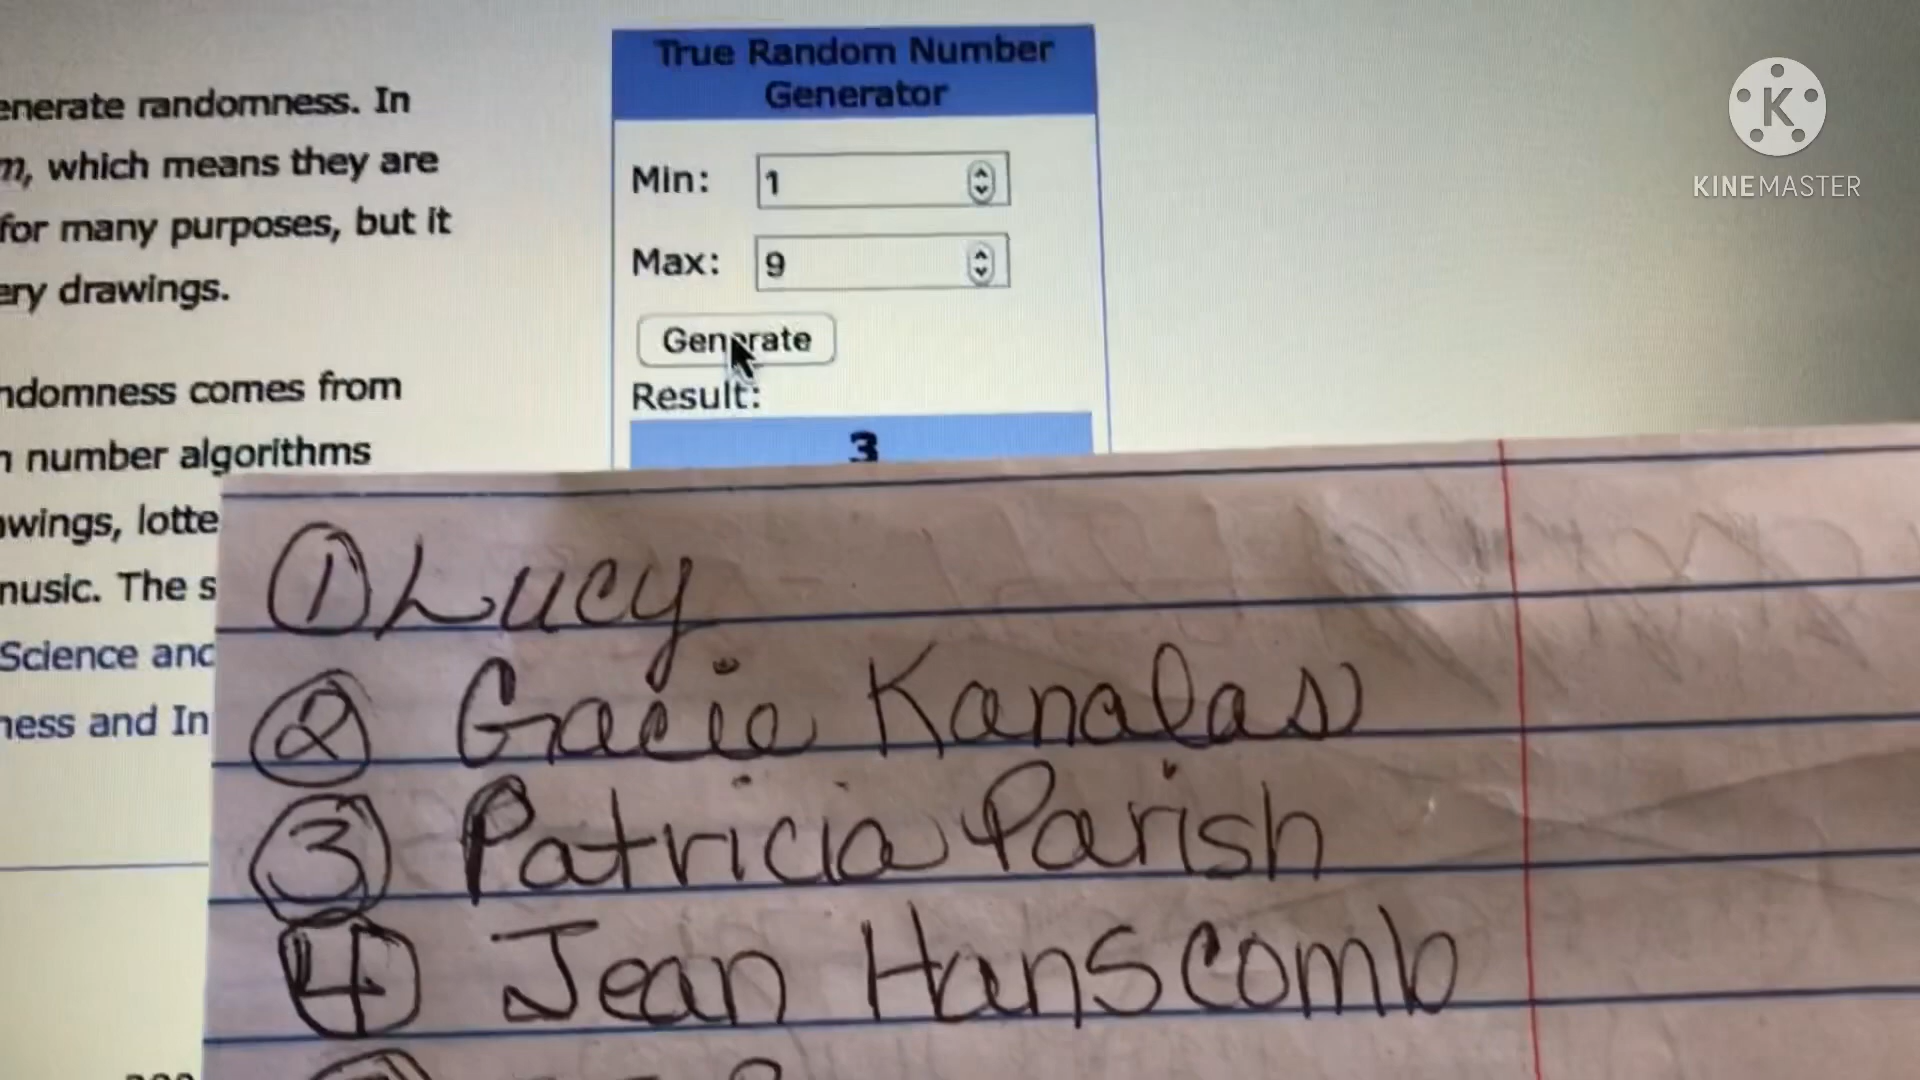 True Random Number
Generator
enerate randomness. In
m, which means they are
for many purposes, but it
ery drawings.
Min: 1
Max: 9
Generate
Result:
3
ndomness comes from
n number algorithms
wings, lotte
music. The s
Science and
ness and In
KINEMASTER
① Lucy
② Gacie Kanalas
③ Patricia Parish
④ Jean Hanscomb